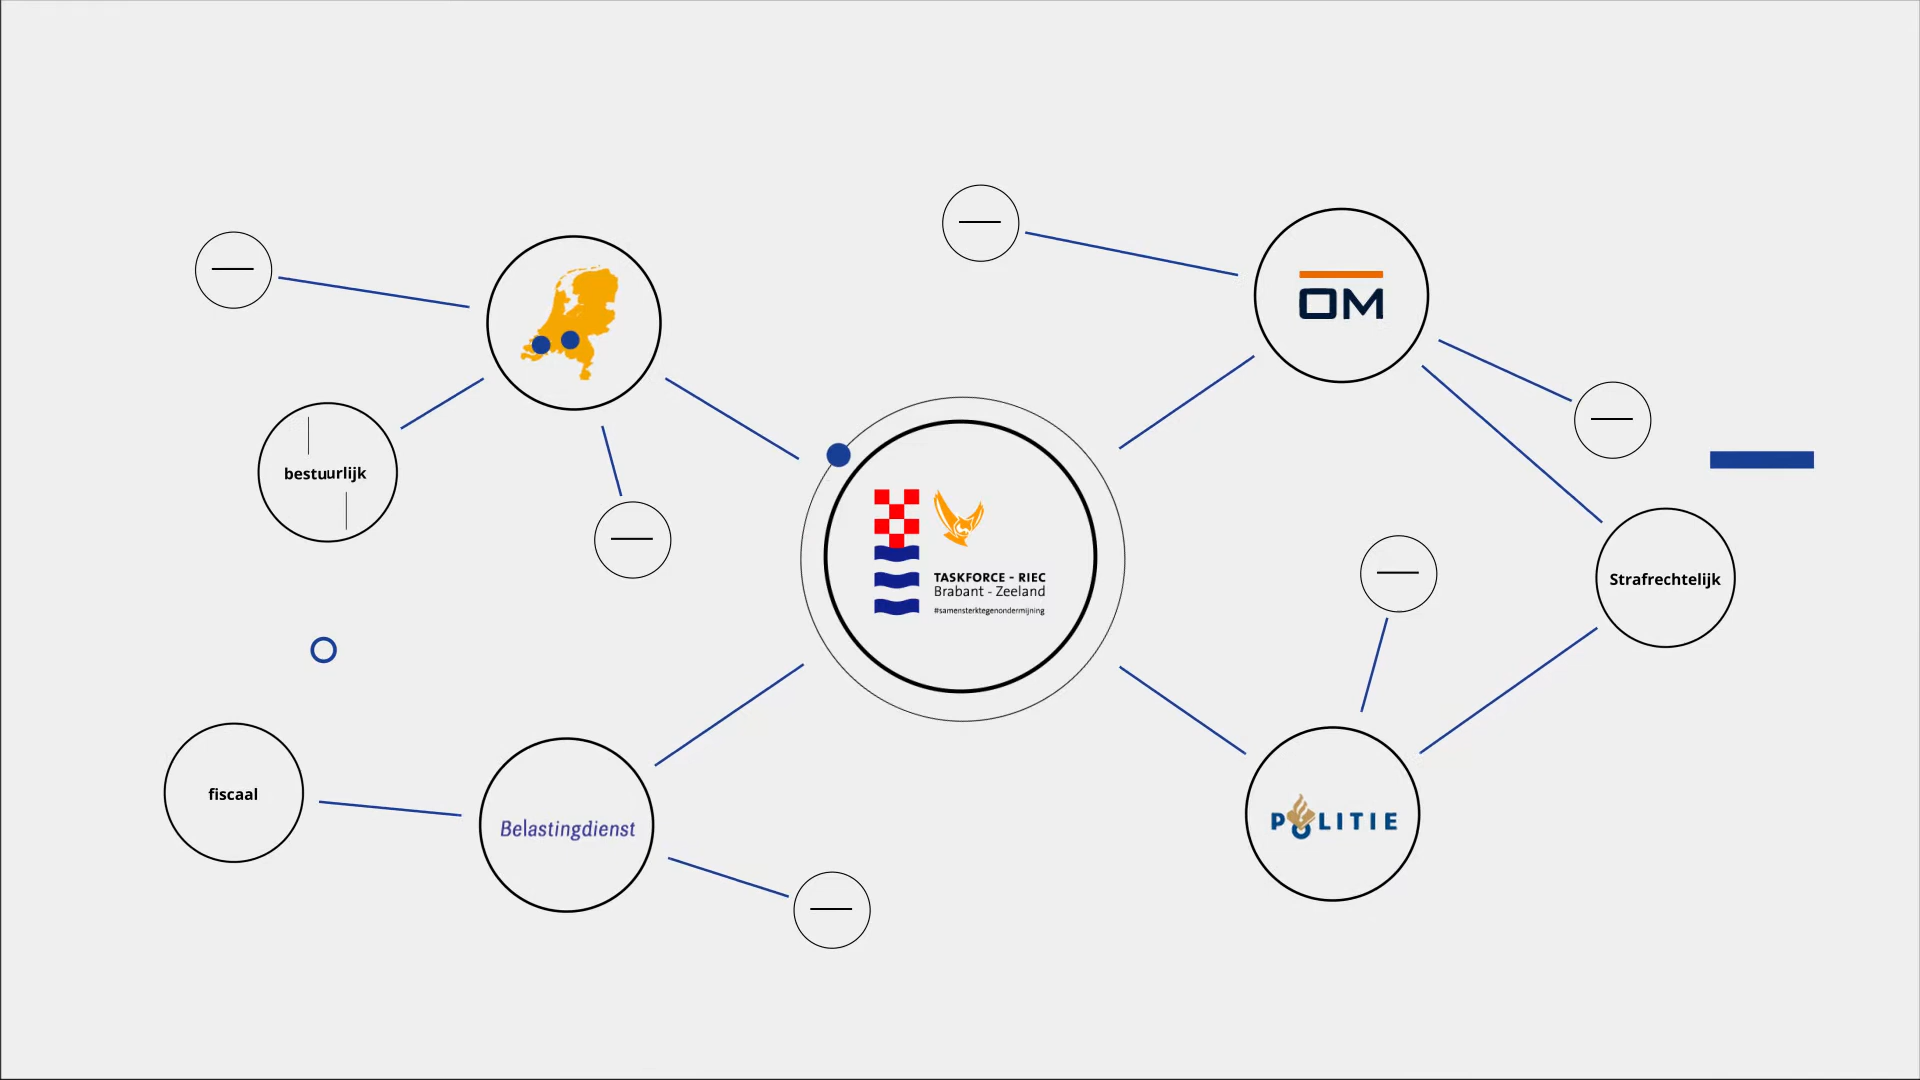 OM
bestuurlijk
TASKFORCE - RIEC
Brabant - Zeeland
#samensterktegenondermijning
Strafrechtelijk
fiscaal
Belastingdienst
POLITIE